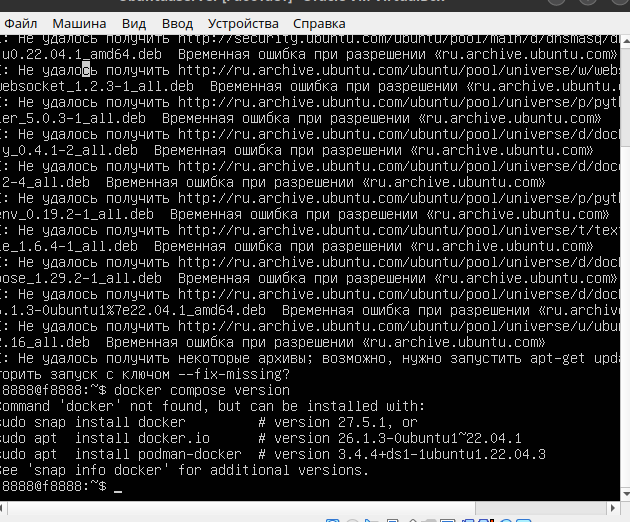 Файл Машина Вид Ввод Устройства Справка
: Не удалось получить http://security.ubuntu.com/ubuntu/pool/main/d/dnsmasq/d
u0.22.04.1_amd64.deb Временная ошибка при разрешении «ru.archive.ubuntu.com»
: Не удалось получить http://ru.archive.ubuntu.com/ubuntu/pool/universe/w/webs
websocket_1.2.3-1_all.deb Временная ошибка при разрешении «ru.archive.ubuntu.com»
: Не удалось получить http://ru.archive.ubuntu.com/ubuntu/pool/universe/p/pyt
er_5.0.3-1_all.deb Временная ошибка при разрешении «ru.archive.ubuntu.com»
: Не удалось получить http://ru.archive.ubuntu.com/ubuntu/pool/universe/d/doc
y_0.4.1-2_all.deb Временная ошибка при разрешении «ru.archive.ubuntu.com»
: Не удалось получить http://ru.archive.ubuntu.com/ubuntu/pool/universe/d/doc
2-4_all.deb Временная ошибка при разрешении «ru.archive.ubuntu.com»
: Не удалось получить http://ru.archive.ubuntu.com/ubuntu/pool/universe/p/pyt
env_0.19.2-1_all.deb Временная ошибка при разрешении «ru.archive.ubuntu.com»
: Не удалось получить http://ru.archive.ubuntu.com/ubuntu/pool/universe/t/tex
le_1.6.4-1_all.deb Временная ошибка при разрешении «ru.archive.ubuntu.com»
: Не удалось получить http://ru.archive.ubuntu.com/ubuntu/pool/universe/d/doc
pose_1.29.2-1_all.deb Временная ошибка при разрешении «ru.archive.ubuntu.com»
: Не удалось получить http://ru.archive.ubuntu.com/ubuntu/pool/universe/d/doc
.1.3-0ubuntu1%7e22.04.1_amd64.deb Временная ошибка при разрешении «ru.archive.ubuntu.com»
: Не удалось получить http://ru.archive.ubuntu.com/ubuntu/pool/universe/u/ubu
2.16_all.deb Временная ошибка при разрешении «ru.archive.ubuntu.com»
: Не удалось получить некоторые архивы; возможно, нужно запустить apt-get upda
торить запуск с ключом --fix-missing?
8888@f8888:~$ docker compose version
Command 'docker' not found, but can be installed with:
sudo snap install docker # version 27.5.1, or
sudo apt install docker.io # version 26.1.3-0ubuntu1~22.04.1
sudo apt install podman-docker # version 3.4.4+ds1-1ubuntu1.22.04.3
See 'snap info docker' for additional versions.
8888@f8888:~$ _